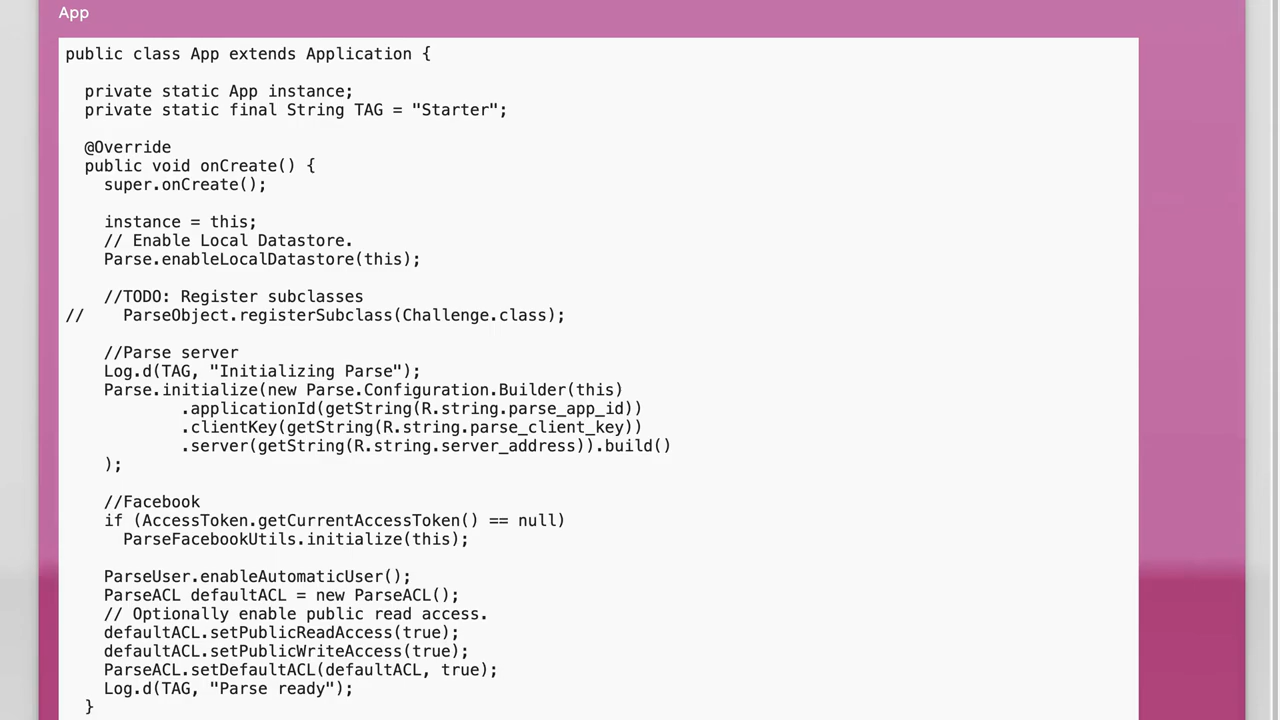 App
public class App extends Application {
private static App instance;
private static final String TAG = "Starter";
@Override
public void onCreate() {
super.onCreate();
instance = this;
// Enable Local Datastore.
Parse.enableLocalDatastore(this);
//TODO: Register subclasses
//    ParseObject.registerSubclass(Challenge.class);
//Parse server
Log.d(TAG, "Initializing Parse");
Parse.initialize(new Parse.Configuration.Builder(this)
.applicationId(getString(R.string.parse_app_id))
.clientKey(getString(R.string.parse_client_key))
.server(getString(R.string.server_address)).build()
);
//Facebook
if (AccessToken.getCurrentAccessToken() == null)
ParseFacebookUtils.initialize(this);
ParseUser.enableAutomaticUser();
ParseACL defaultACL = new ParseACL();
// Optionally enable public read access.
defaultACL.setPublicReadAccess(true);
defaultACL.setPublicWriteAccess(true);
ParseACL.setDefaultACL(defaultACL, true);
Log.d(TAG, "Parse ready");
}